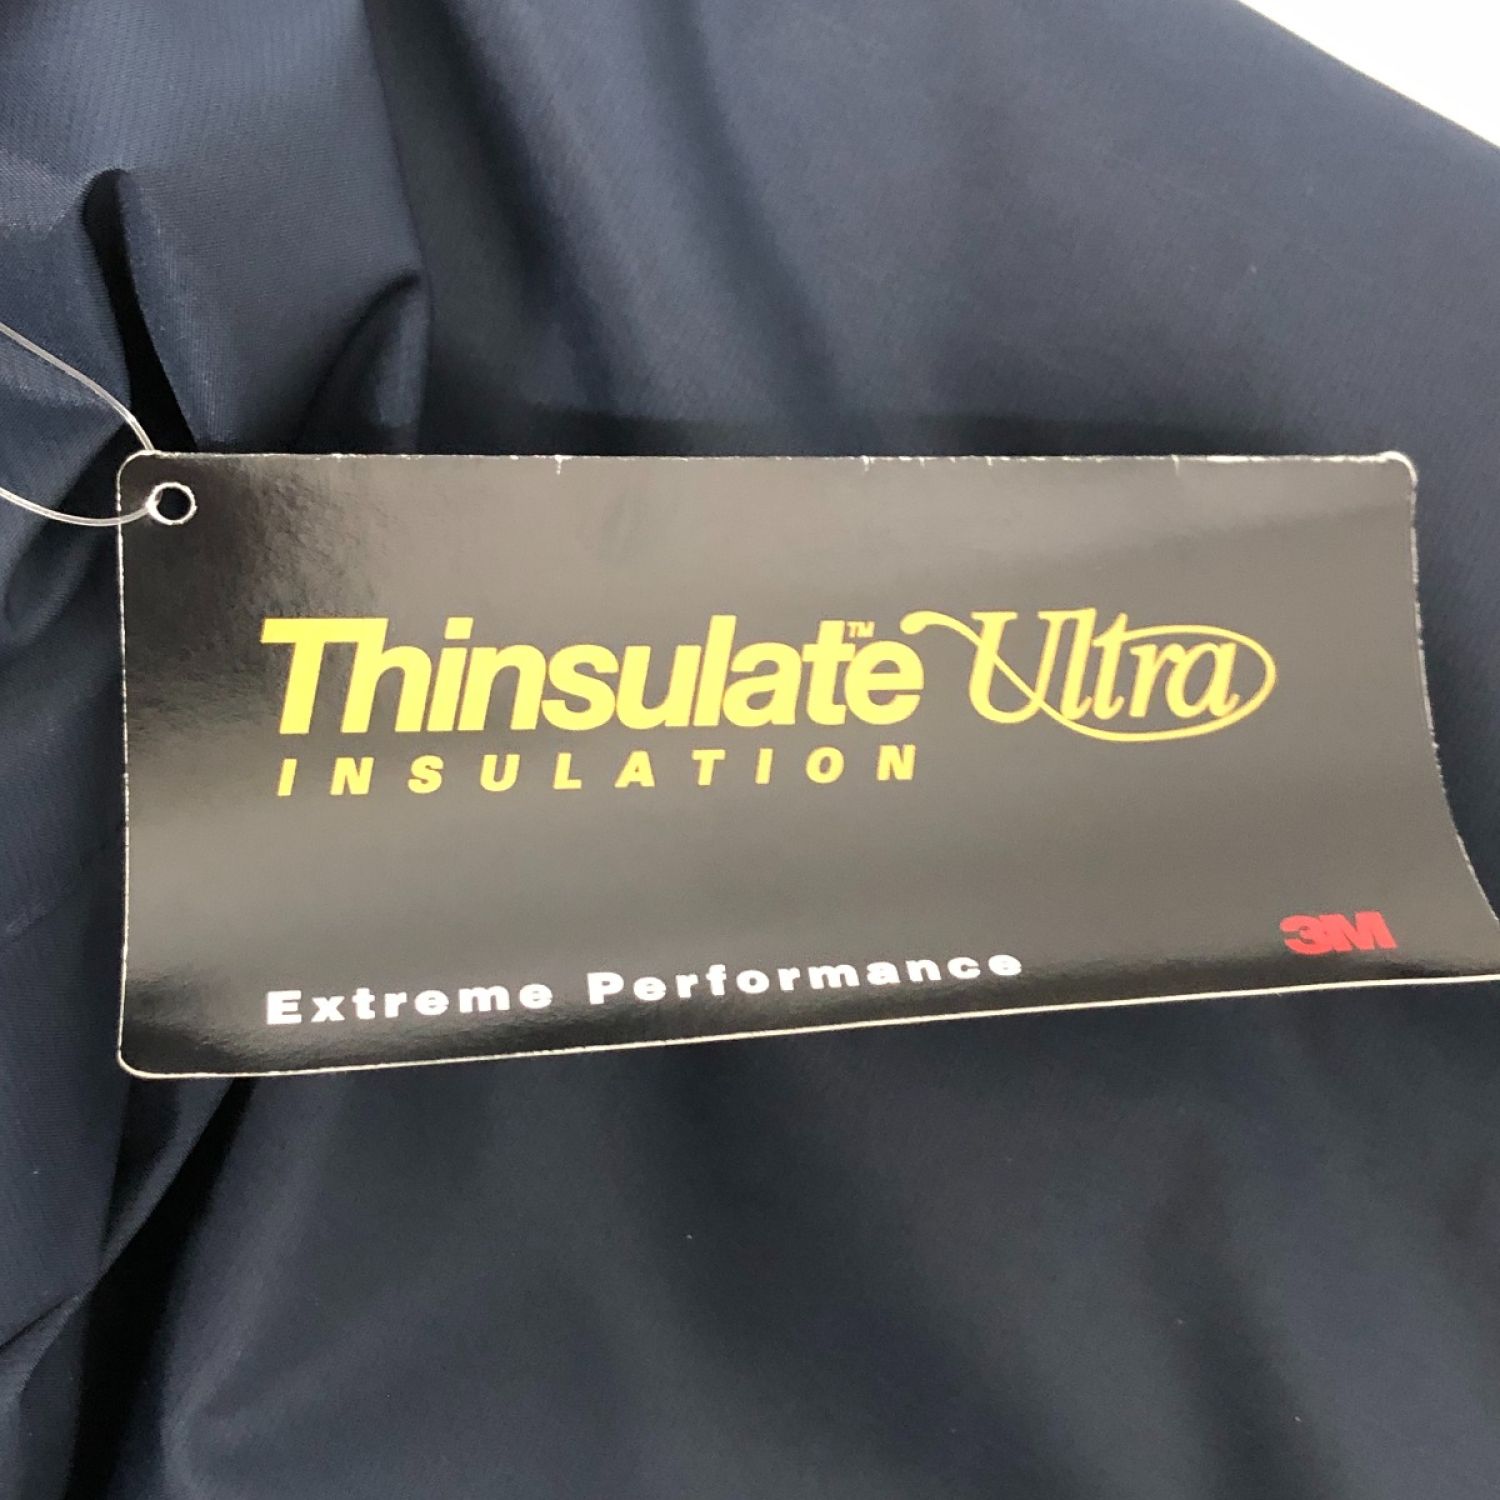 Thinsulate™ Ultra
INSULATION
Extreme Performance
3M